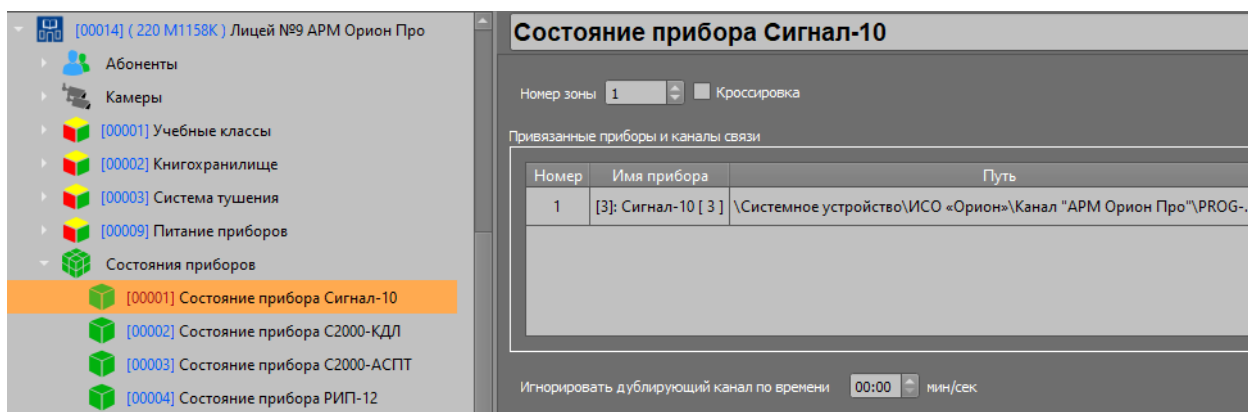 [00014] ( 220 M1158K ) Лицей №9 АРМ Орион Про
Абоненты
Камеры
[00001] Учебные классы
[00002] Книгохранилище
[00003] Система тушения
[00009] Питание приборов
Состояния приборов
[00001] Состояние прибора Сигнал-10
[00002] Состояние прибора С2000-КДЛ
[00003] Состояние прибора С2000-АСПТ
[00004] Состояние прибора РИП-12
Состояние прибора Сигнал-10
Номер зоны 1 Кроссировка
Привязанные приборы и каналы связи
Номер Имя прибора Путь
1 [3]: Сигнал-10 [ 3 ] \Системное устройство\ИСО «Орион»\Канал "АРМ Орион Про"\PROG-...
Игнорировать дублирующий канал по времени 00:00 мин/сек